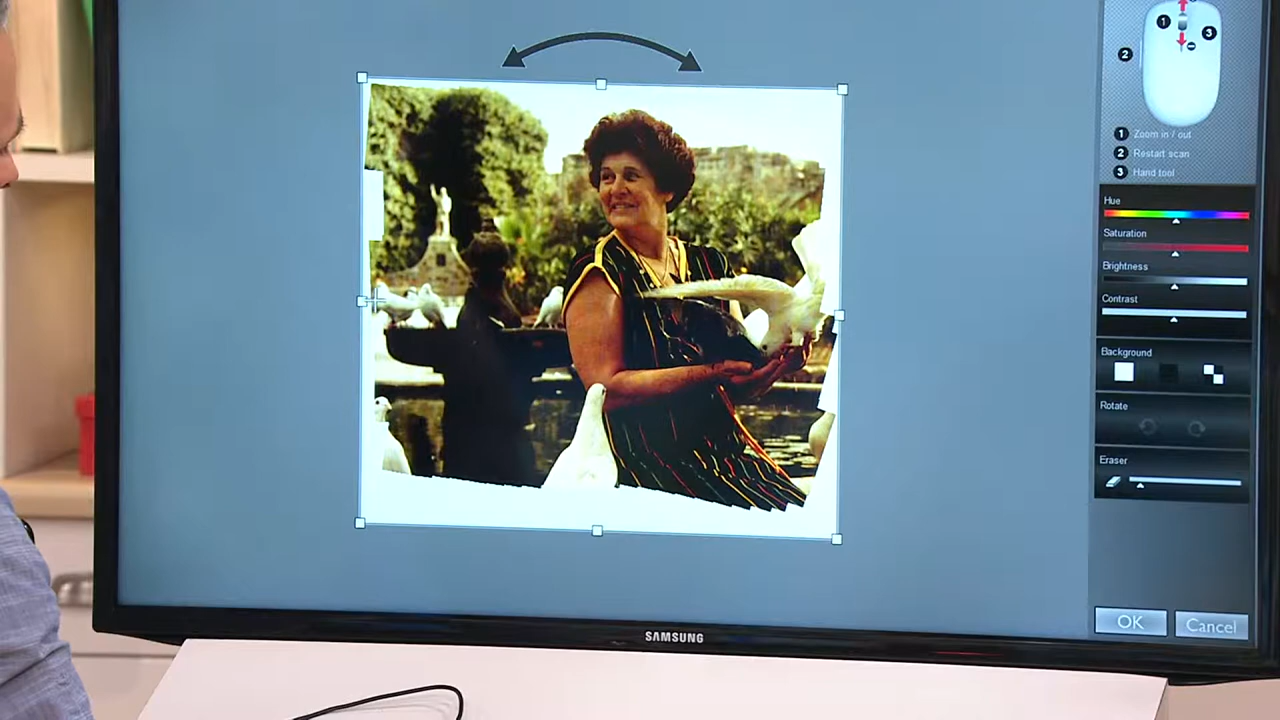 1
3
2
1 Zoom in / out
2 Restart scan
3 Hand tool
Hue
Saturation
Brightness
Contrast
Background
Rotate
Eraser
OK Cancel
SAMSUNG